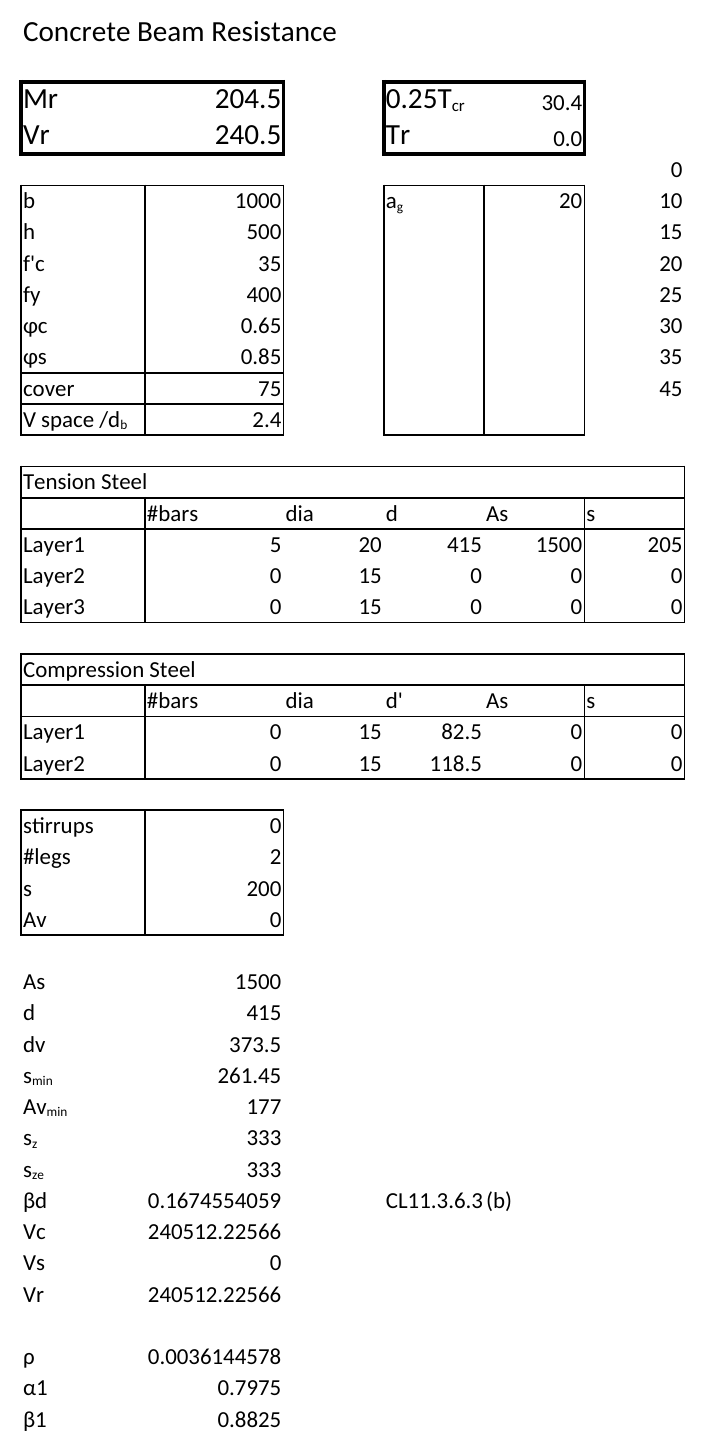 Concrete Beam Resistance
Mr 204.5 0.25Tcr 30.4
Vr 240.5 Tr 0.0
0
b 1000 ag 20 10
h 500 15
f'c 35 20
fy 400 25
φc 0.65 30
φs 0.85 35
cover 75 45
V space /db 2.4
Tension Steel
#bars dia d As s
Layer1 5 20 415 1500 205
Layer2 0 15 0 0 0
Layer3 0 15 0 0 0
Compression Steel
#bars dia d' As s
Layer1 0 15 82.5 0 0
Layer2 0 15 118.5 0 0
stirrups 0
#legs 2
s 200
Av 0
As 1500
d 415
dv 373.5
smin 261.45
Avmin 177
sz 333
sze 333
βd 0.1674554059 CL11.3.6.3 (b)
Vc 240512.22566
Vs 0
Vr 240512.22566
ρ 0.0036144578
α1 0.7975
β1 0.8825